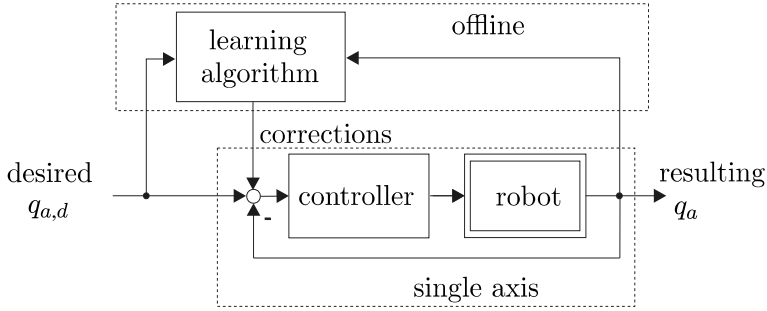 offline
learning
algorithm
corrections
desired
q_{a,d}
controller
robot
resulting
q_a
-
single axis